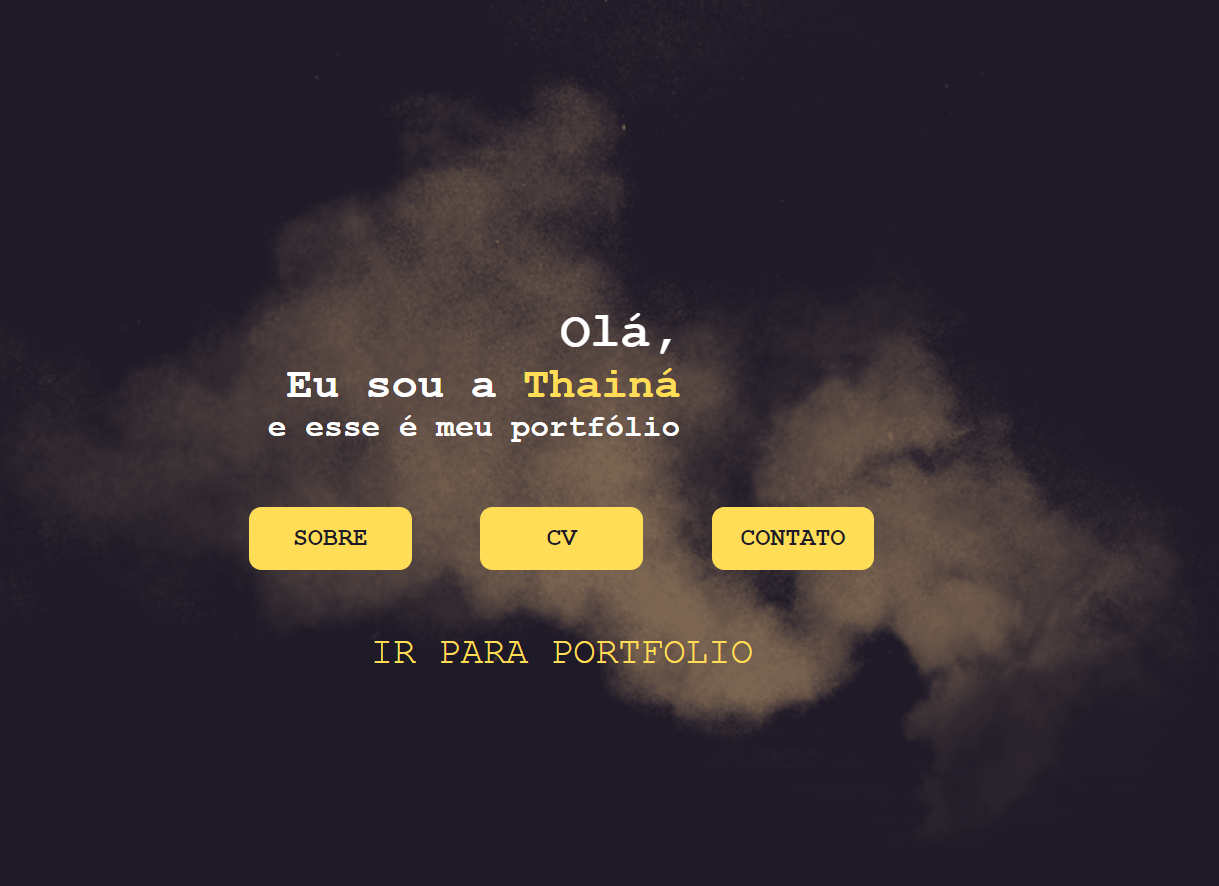 Olá,
Eu sou a Thainá
e esse é meu portfólio
SOBRE
CV
CONTATO
IR PARA PORTFOLIO